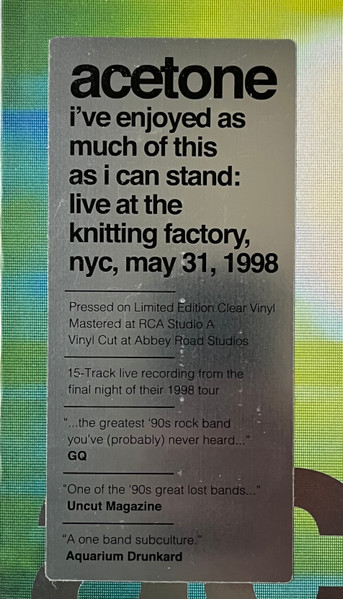 acetone
i've enjoyed as
much of this
as i can stand:
live at the
knitting factory,
nyc, may 31, 1998
Pressed on Limited Edition Clear Vinyl
Mastered at RCA Studio A
Vinyl Cut at Abbey Road Studios
15-Track live recording from the
final night of their 1998 tour
"...the greatest '90s rock band
you've (probably) never heard..."
GQ
"One of the '90s great lost bands..."
Uncut Magazine
"A one band subculture."
Aquarium Drunkard